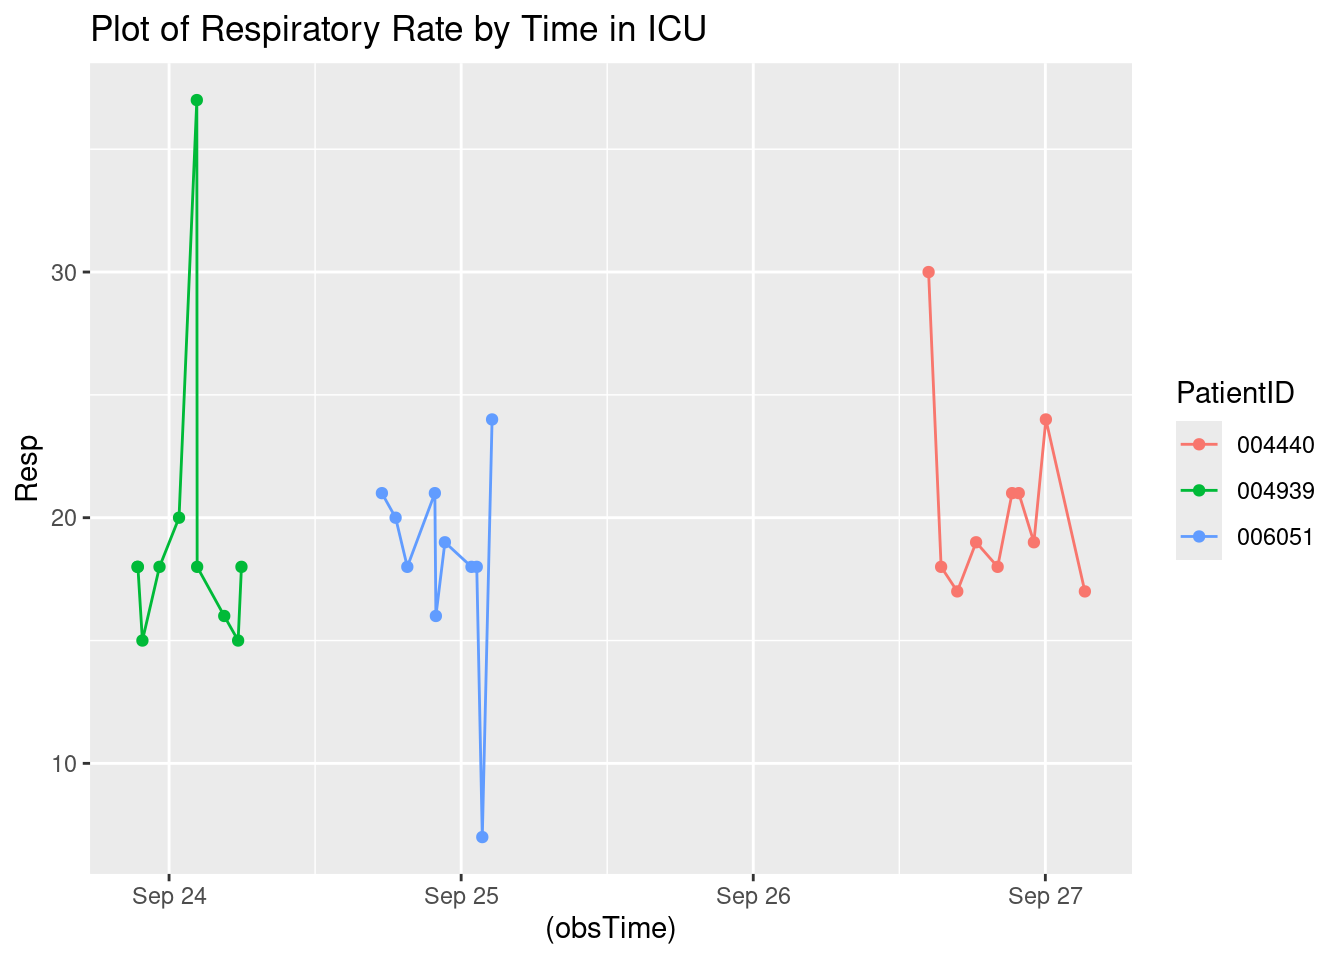 Plot of Respiratory Rate by Time in ICU
Resp
30
20
10
Sep 24
Sep 25
Sep 26
Sep 27
(obsTime)
PatientID
004440
004939
006051